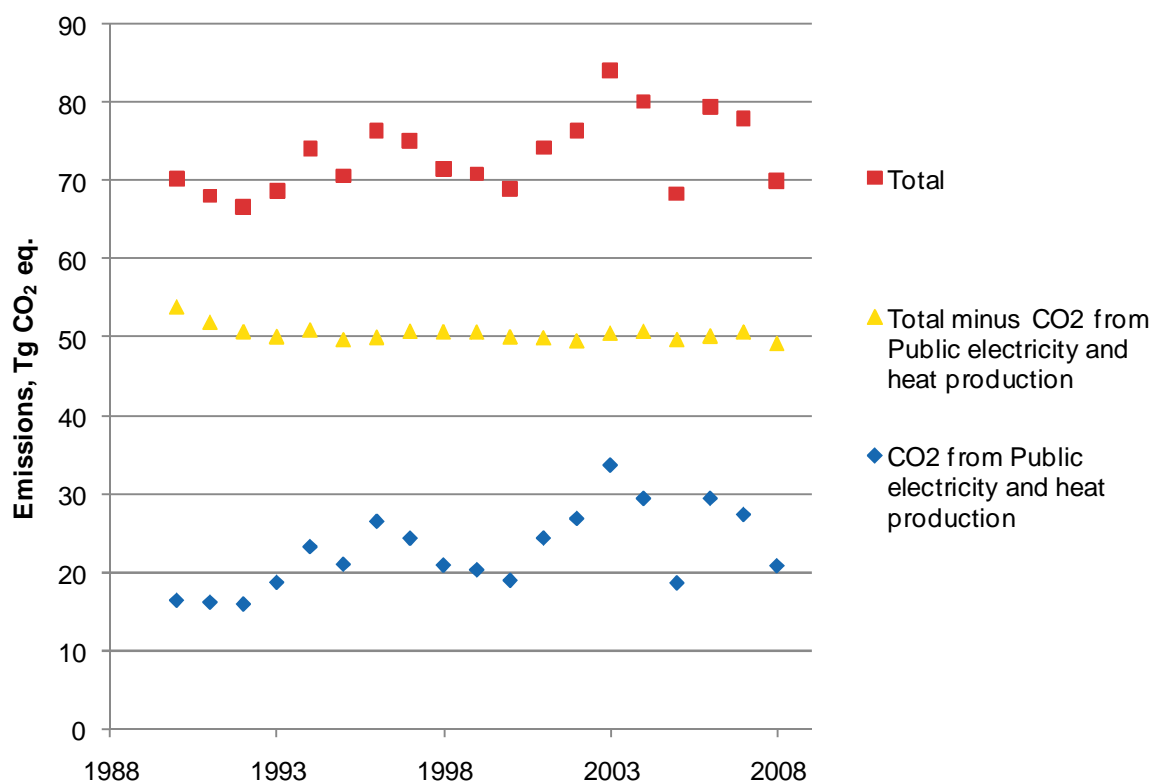 90
80
70
60
50
40
30
20
10
0
Emissions, Tg CO₂ eq.
1988 1993 1998 2003 2008
Total
Total minus CO2 from
Public electricity and
heat production
CO2 from Public
electricity and heat
production